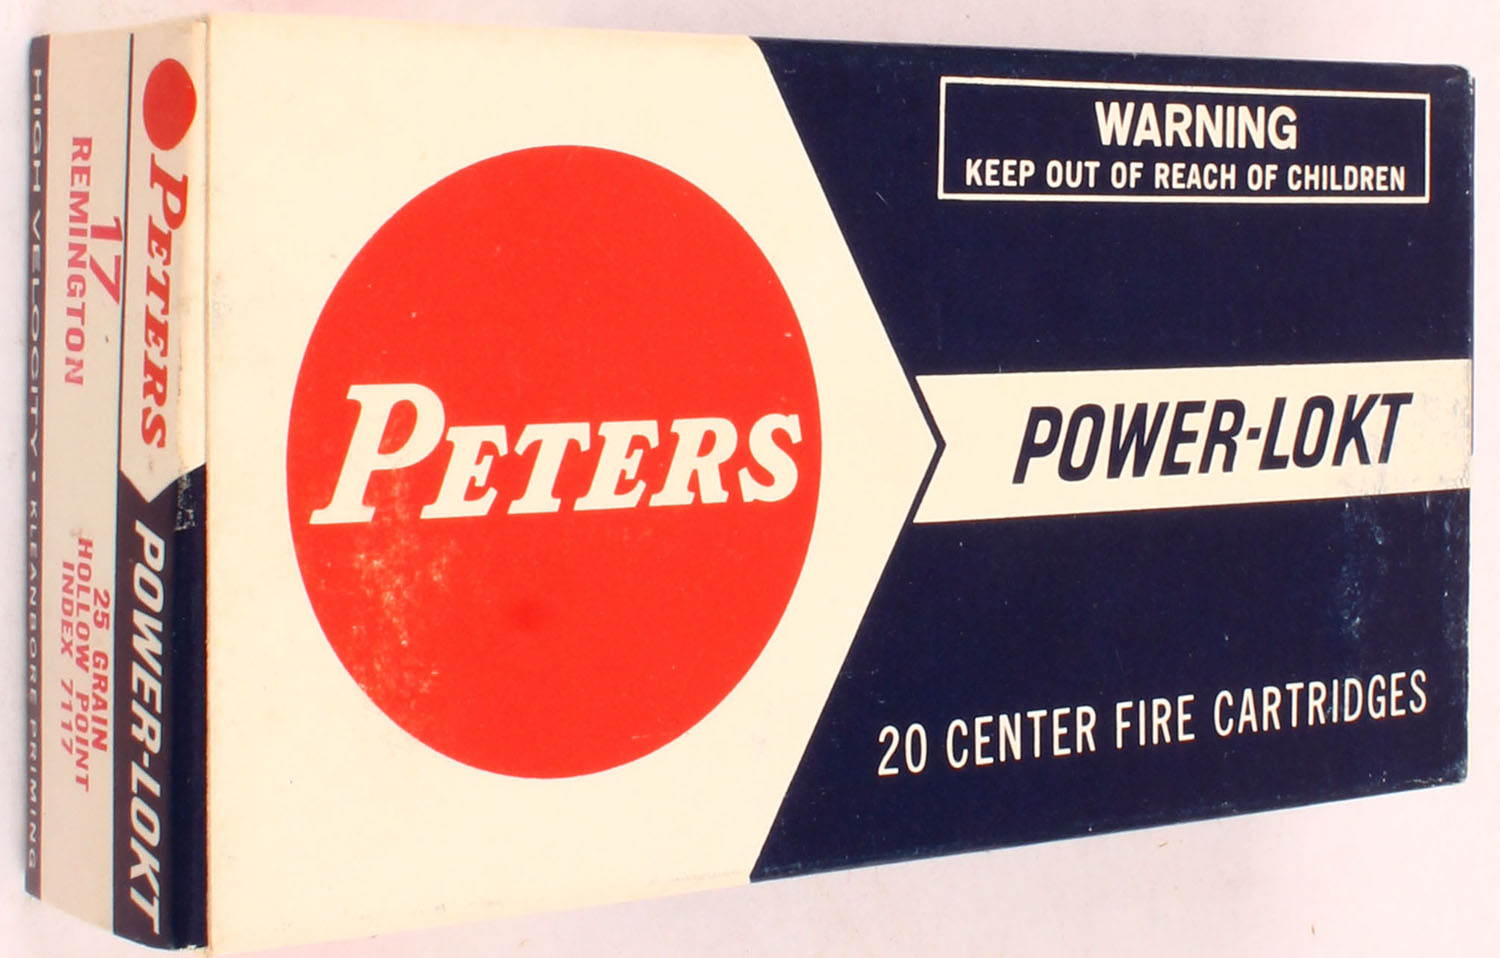 WARNING
KEEP OUT OF REACH OF CHILDREN
PETERS
POWER-LOKT
20 CENTER FIRE CARTRIDGES
PETERS
POWER-LOKT
17
REMINGTON
25 GRAIN
HOLLOW POINT
INDEX 7117
HIGH VELOCITY • KLEANBORE PRIMING